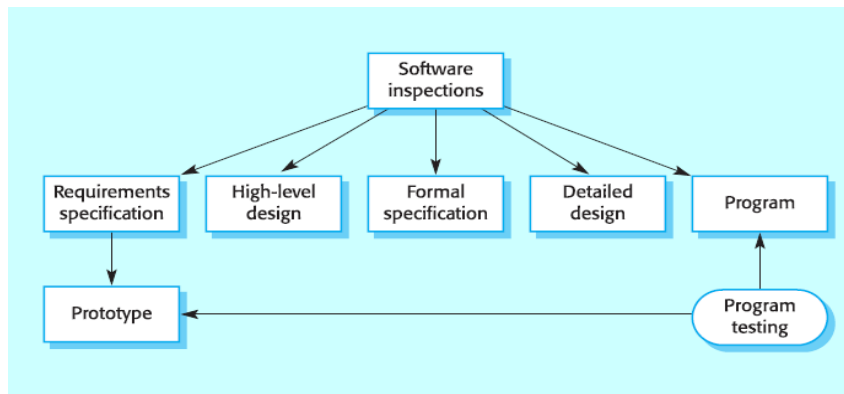 Software
inspections
Requirements
specification
High-level
design
Formal
specification
Detailed
design
Program
Prototype
Program
testing